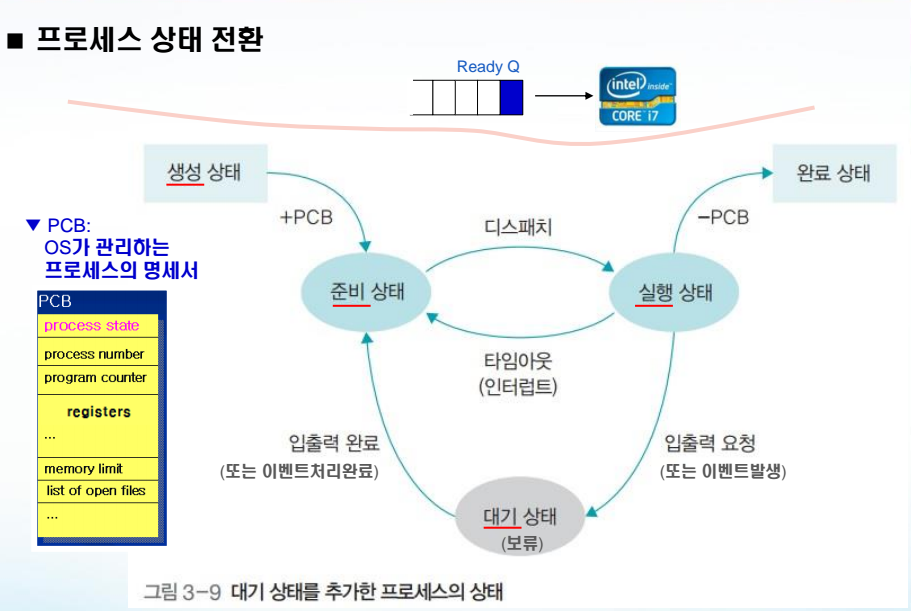 ■ 프로세스 상태 전환
Ready Q
intel inside™
CORE i7
생성 상태
완료 상태
+PCB
−PCB
▼ PCB:
OS가 관리하는
프로세스의 명세서
디스패치
준비 상태
실행 상태
타임아웃
(인터럽트)
PCB
process state
process number
program counter
registers
...
memory limit
list of open files
...
입출력 완료
(또는 이벤트처리완료)
입출력 요청
(또는 이벤트발생)
대기 상태
(보류)
그림 3−9 대기 상태를 추가한 프로세스의 상태